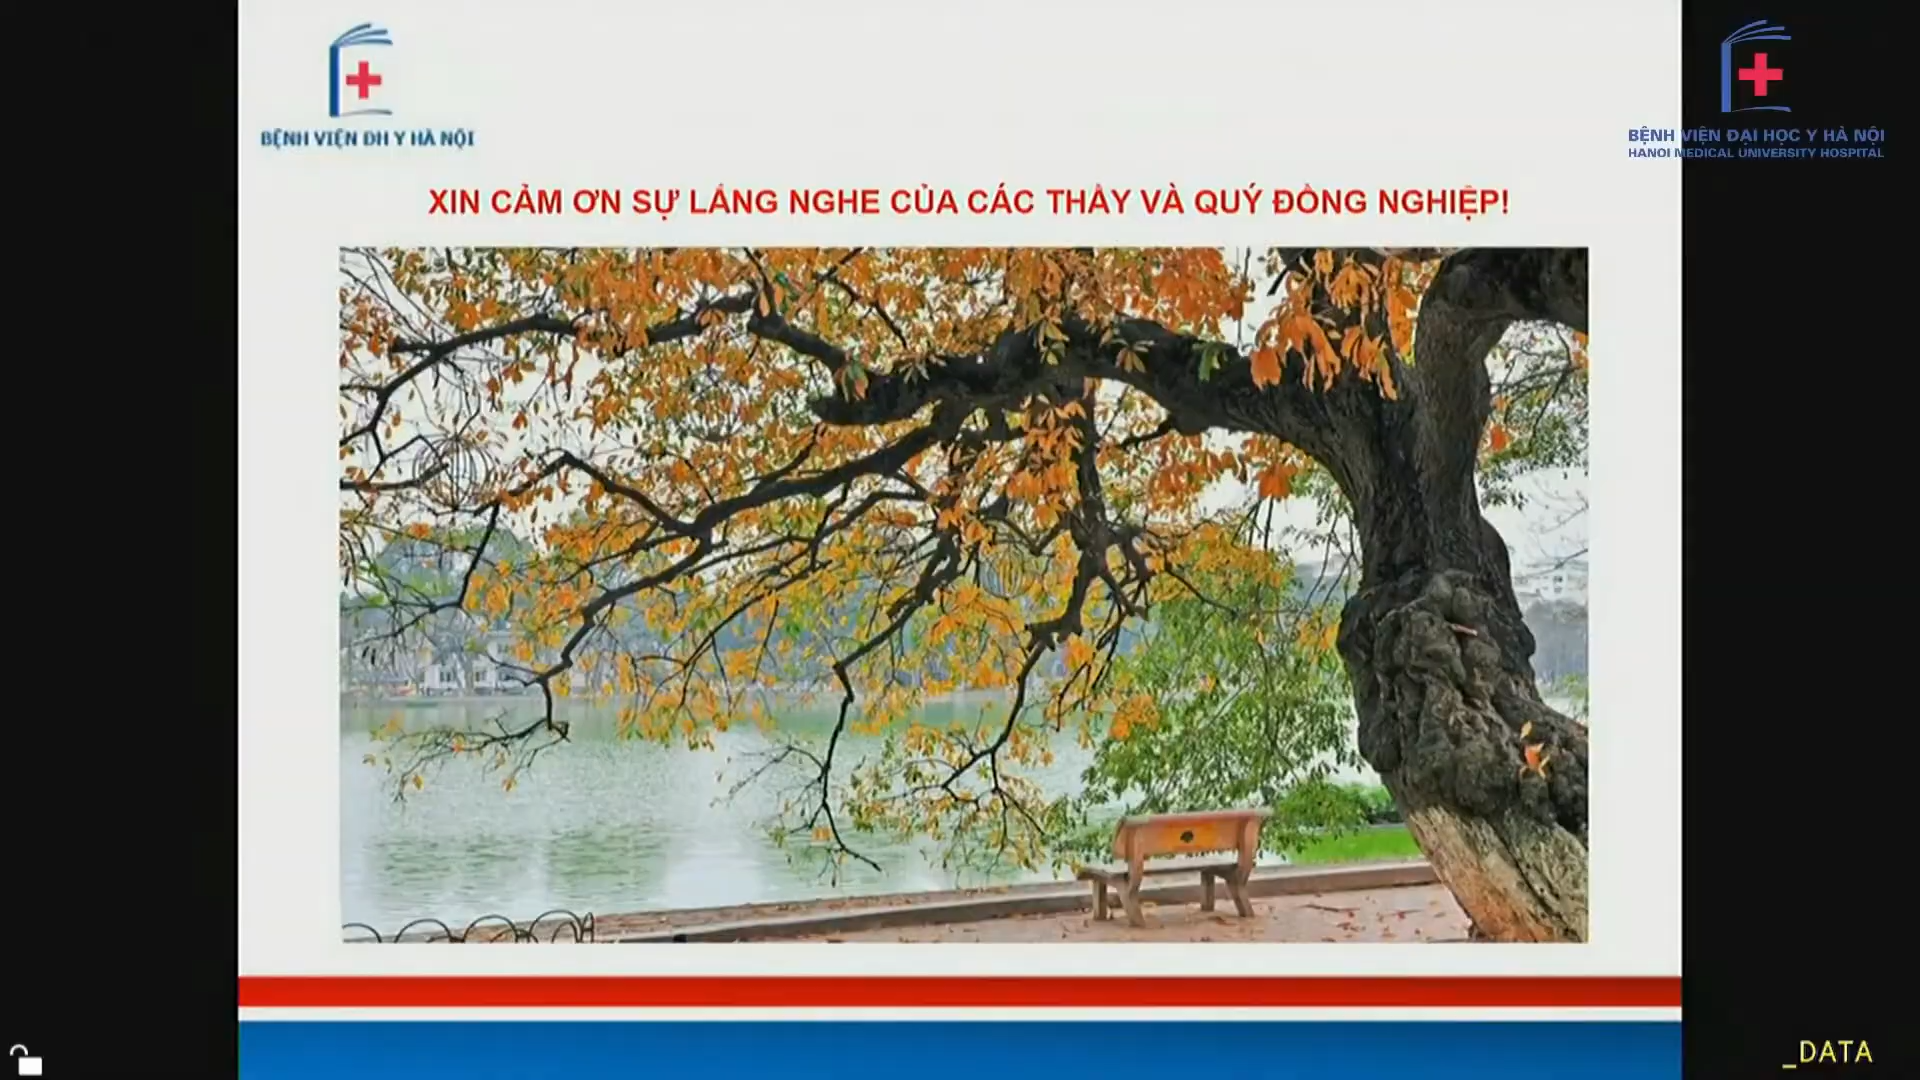 BỆNH VIỆN ĐH Y HÀ NỘI
BỆNH VIỆN ĐẠI HỌC Y HÀ NỘI
HANOI MEDICAL UNIVERSITY HOSPITAL
XIN CẢM ƠN SỰ LẮNG NGHE CỦA CÁC THẦY VÀ QUÝ ĐỒNG NGHIỆP!
_DATA